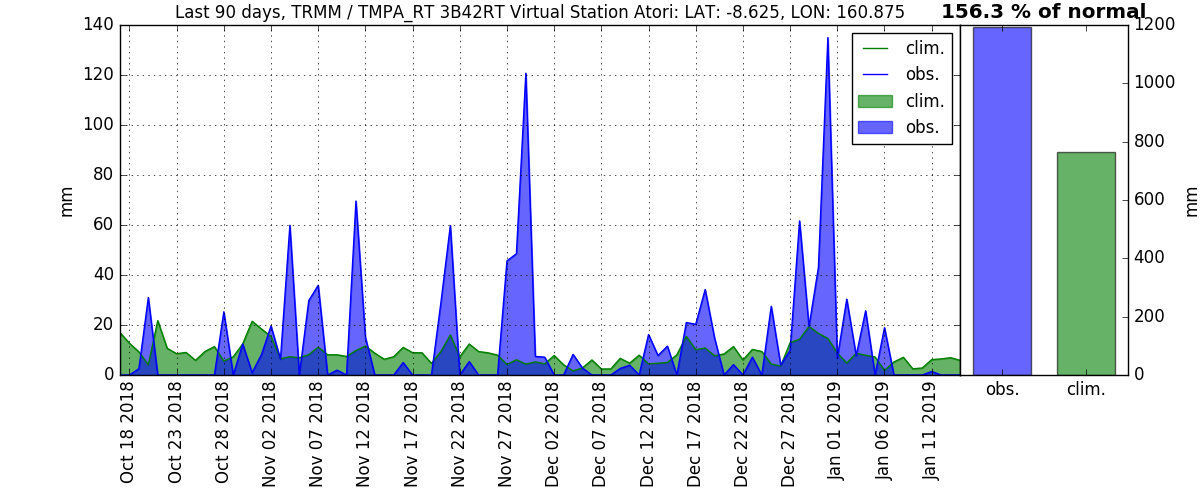 Last 90 days, TRMM / TMPA_RT 3B42RT Virtual Station Atori: LAT: -8.625, LON: 160.875
156.3 % of normal
140
120
100
80
60
40
20
0
mm
clim.
obs.
clim.
obs.
Oct 18 2018
Oct 23 2018
Oct 28 2018
Nov 02 2018
Nov 07 2018
Nov 12 2018
Nov 17 2018
Nov 22 2018
Nov 27 2018
Dec 02 2018
Dec 07 2018
Dec 12 2018
Dec 17 2018
Dec 22 2018
Dec 27 2018
Jan 01 2019
Jan 06 2019
Jan 11 2019
1200
1000
800
600
400
200
0
mm
obs.
clim.